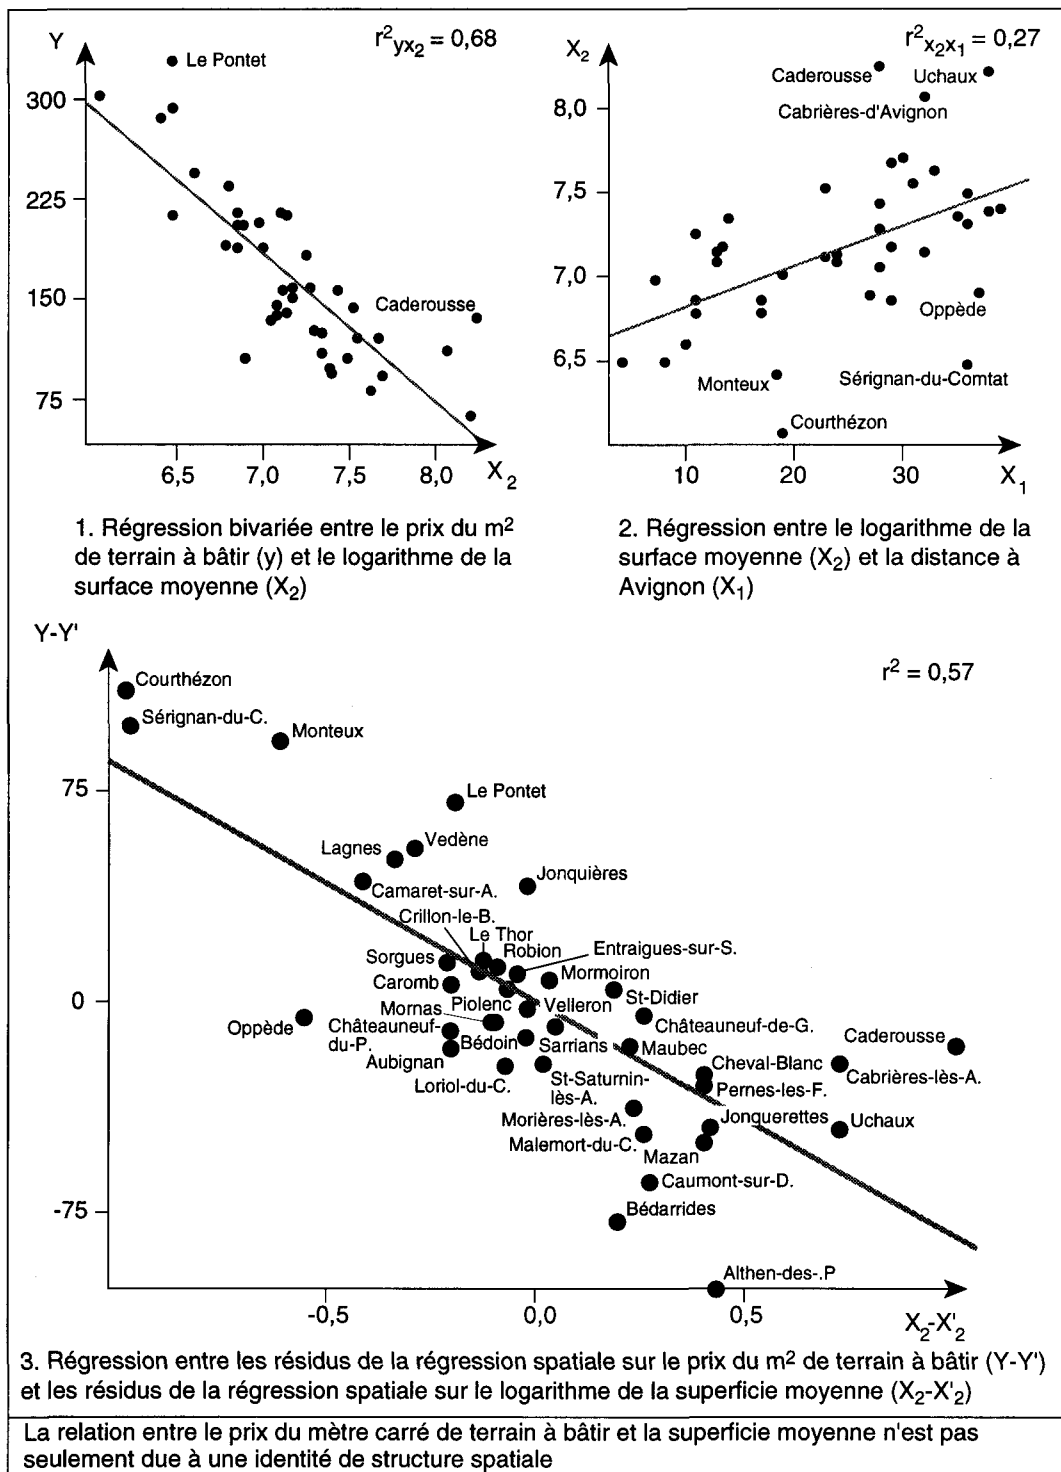 Y
r²yx₂ = 0,68
Le Pontet
300
225
150
75
Caderousse
6,5 7,0 7,5 8,0
X₂
1. Régression bivariée entre le prix du m²
de terrain à bâtir (y) et le logarithme de la
surface moyenne (X₂)
X₂
r²x₂x₁ = 0,27
Caderousse Uchaux
Cabrières-d'Avignon
8,0
7,5
7,0
6,5
Oppède
Monteux
Sérignan-du-Comtat
Courthézon
10 20 30
X₁
2. Régression entre le logarithme de la
surface moyenne (X₂) et la distance à
Avignon (X₁)
Y-Y'
r² = 0,57
Courthézon
Sérignan-du-C.
Monteux
75
Le Pontet
Vedène
Lagnes
Jonquières
Camaret-sur-A.
Crillon-le-B.
Le Thor
Robion
Entraigues-sur-S.
Sorgues
Mormoiron
Caromb
St-Didier
0
Piolenc
Velleron
Mornas
Oppède
Châteauneuf-de-G.
Châteauneuf-
du-P.
Bédoin
Sarrians
Maubec
Caderousse
Aubignan
Cheval-Blanc
Cabrières-lès-A.
Loriol-du-C.
St-Saturnin-
lès-A.
Pernes-les-F.
Morières-lès-A.
Jonquerettes
Uchaux
Malemort-du-C.
Mazan
Caumont-sur-D.
-75
Bédarrides
Althen-des-.P
-0,5 0,0 0,5
X₂-X'₂
3. Régression entre les résidus de la régression spatiale sur le prix du m² de terrain à bâtir (Y-Y')
et les résidus de la régression spatiale sur le logarithme de la superficie moyenne (X₂-X'₂)
La relation entre le prix du mètre carré de terrain à bâtir et la superficie moyenne n'est pas
seulement due à une identité de structure spatiale